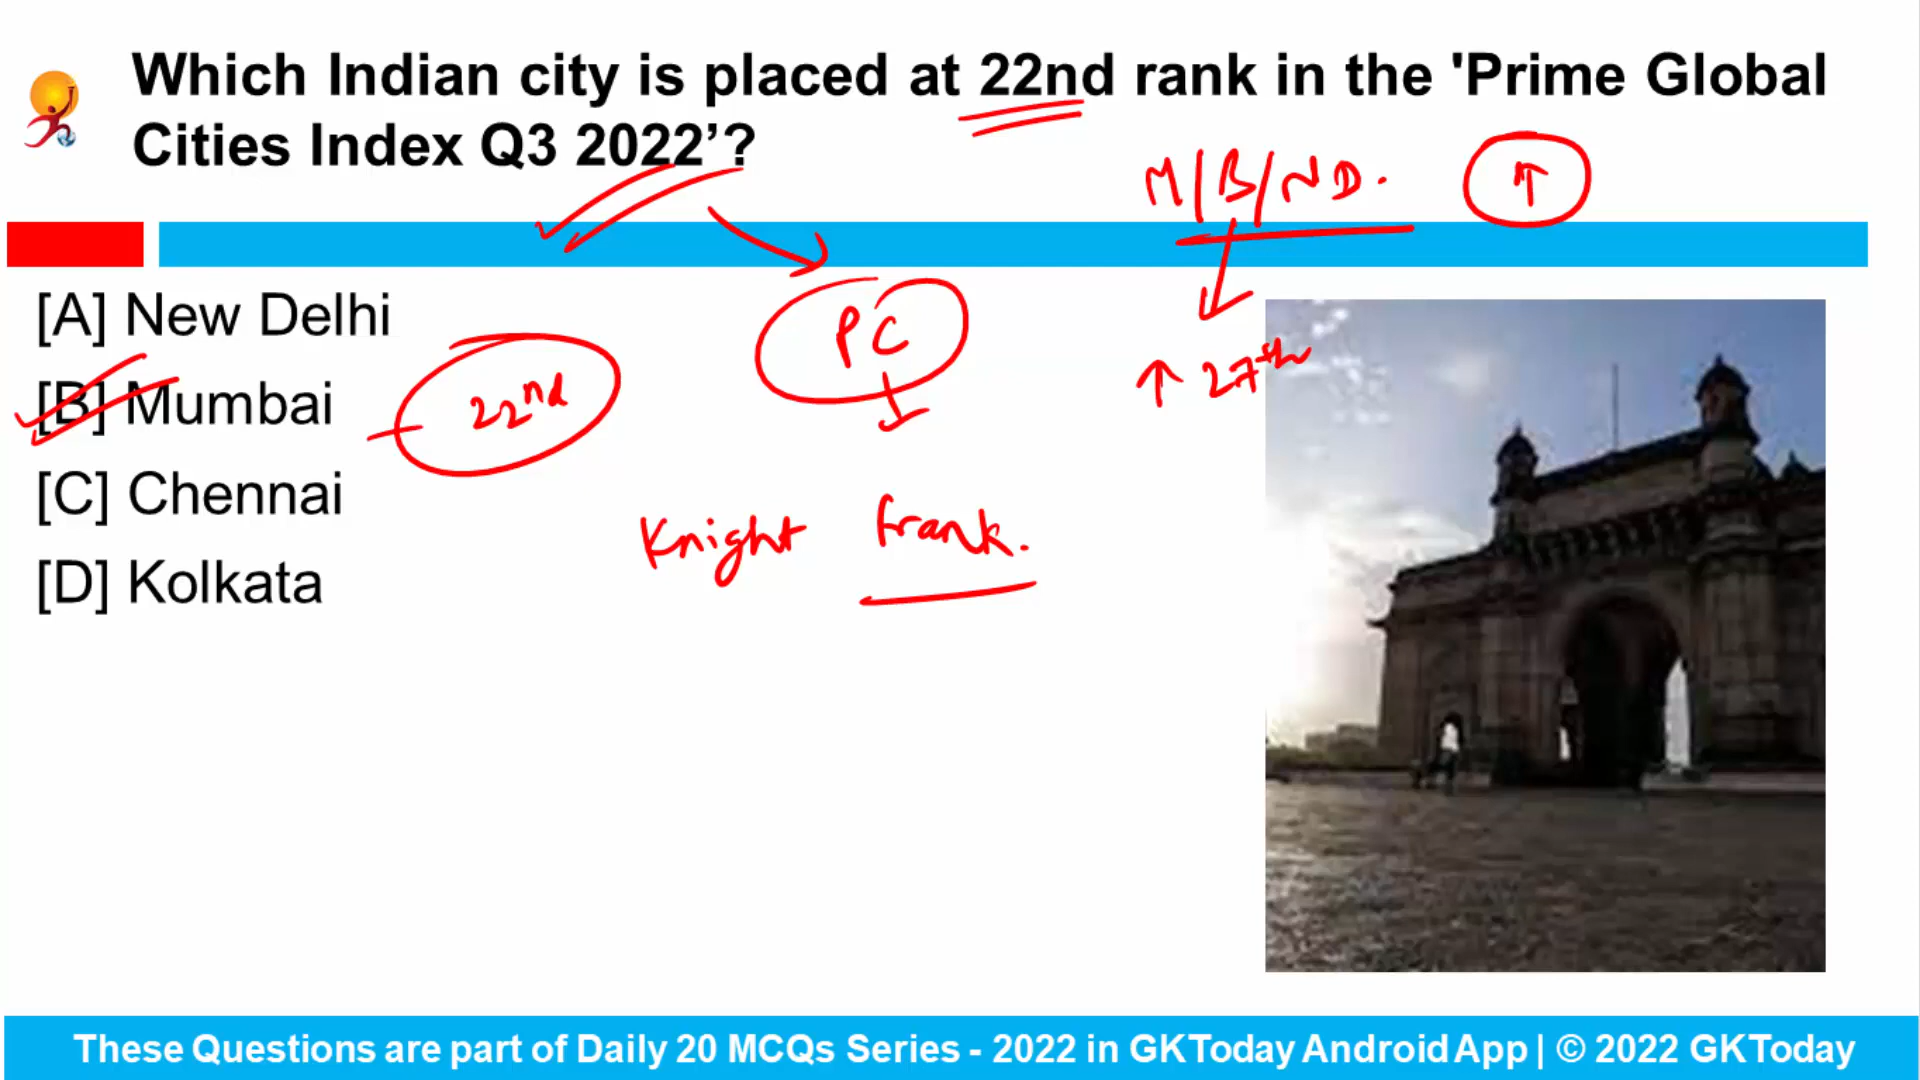 Which Indian city is placed at 22nd rank in the 'Prime Global
Cities Index Q3 2022’?
M/B/ND. ↑
[A] New Delhi
PC
↑ 27th
[B] Mumbai 22nd
[C] Chennai
Knight Frank.
[D] Kolkata
These Questions are part of Daily 20 MCQs Series - 2022 in GKToday Android App | © 2022 GKToday